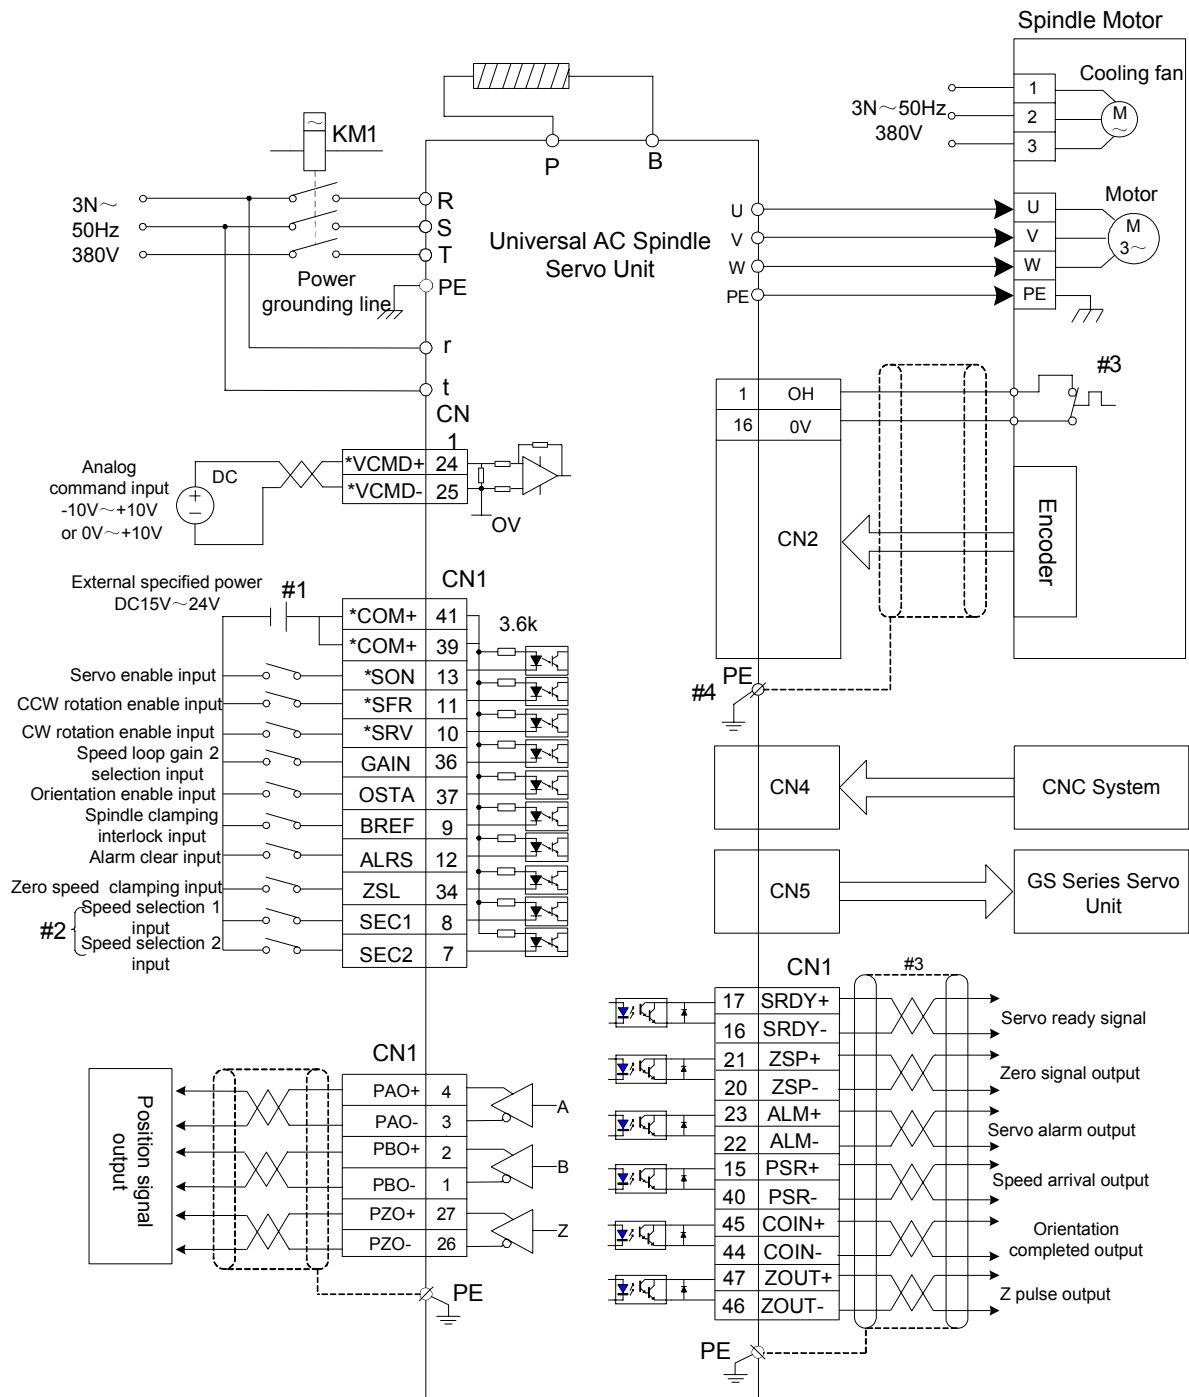 Spindle Motor
Cooling fan
1
2
3
M
~
3N～50Hz
380V
KM1
~
P
B
3N～
50Hz
380V
R
S
T
PE
Power
grounding line
r
t
Universal AC Spindle
Servo Unit
U
V
W
PE
U
V
W
PE
Motor
M
3～
#3
1 OH
16 0V
CN2
Encoder
PE
#4
CN
1
Analog
command input
-10V～+10V
or 0V～+10V
DC
+
−
*VCMD+ 24
*VCMD- 25
OV
CN1
External specified power
DC15V～24V
#1
3.6k
*COM+ 41
*COM+ 39
Servo enable input *SON 13
CCW rotation enable input *SFR 11
CW rotation enable input *SRV 10
Speed loop gain 2
selection input
GAIN 36
Orientation enable input OSTA 37
Spindle clamping
interlock input
BREF 9
Alarm clear input ALRS 12
Zero speed clamping input ZSL 34
#2
Speed selection 1
input
SEC1 8
Speed selection 2
input
SEC2 7
CN4
CNC System
CN5
GS Series Servo
Unit
CN1
Position signal
output
PAO+ 4
PAO- 3
A
PBO+ 2
PBO- 1
B
PZO+ 27
PZO- 26
Z
PE
CN1
#3
17 SRDY+
16 SRDY-
Servo ready signal
21 ZSP+
20 ZSP-
Zero signal output
23 ALM+
22 ALM-
Servo alarm output
15 PSR+
40 PSR-
Speed arrival output
45 COIN+
44 COIN-
Orientation
completed output
47 ZOUT+
46 ZOUT-
Z pulse output
PE